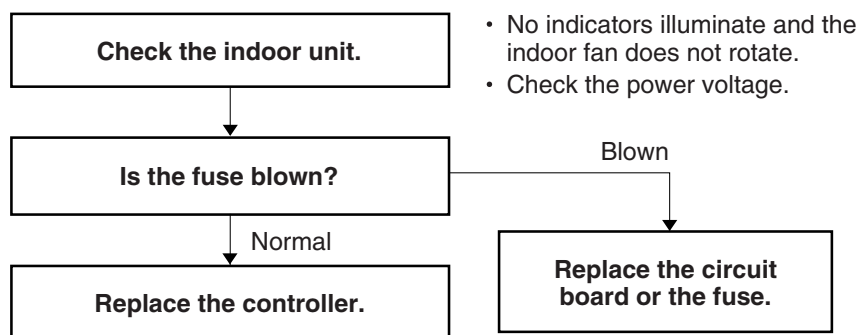 Check the indoor unit.
• No indicators illuminate and the
indoor fan does not rotate.
• Check the power voltage.
Is the fuse blown?
Blown
Normal
Replace the circuit
board or the fuse.
Replace the controller.